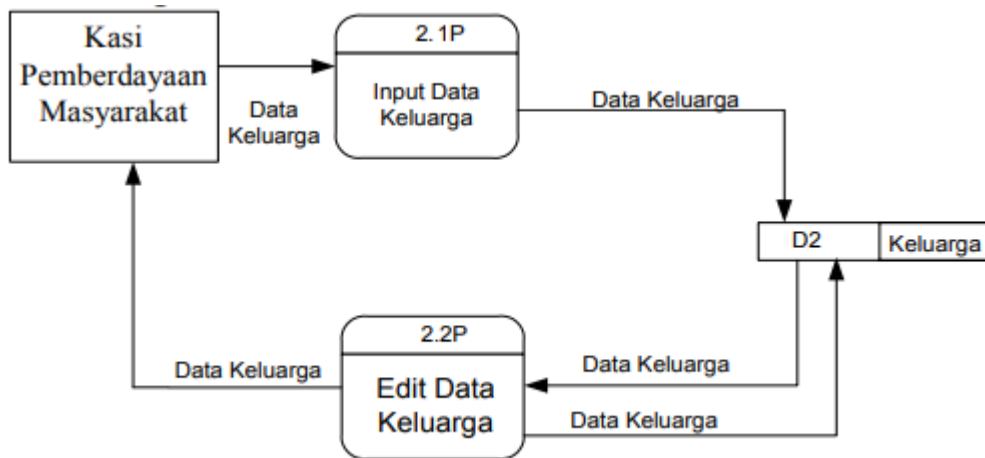 Kasi
Pemberdayaan
Masyarakat
Data
Keluarga
2.1P
Input Data
Keluarga
Data Keluarga
D2
Keluarga
2.2P
Edit Data
Keluarga
Data Keluarga
Data Keluarga
Data Keluarga